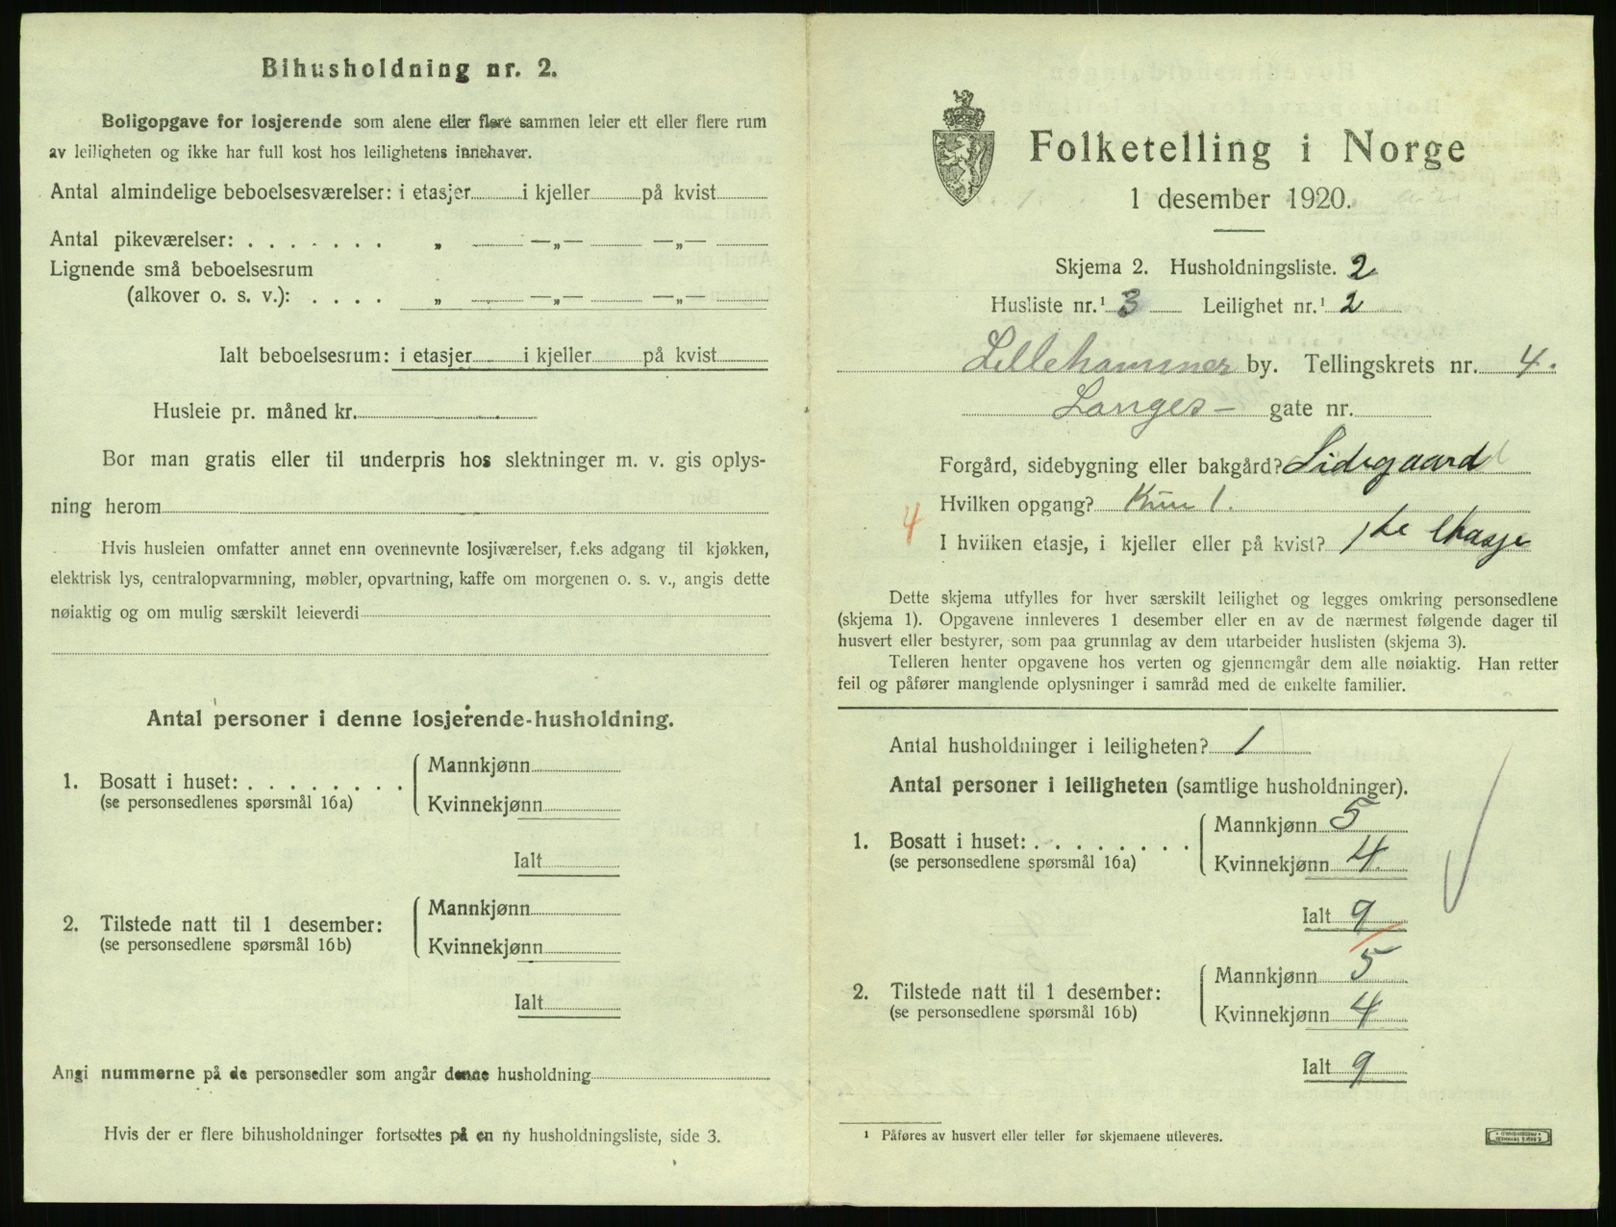 Bihusholdning nr. 2.
Boligopgave for losjerende som alene eller flere sammen leier ett eller flere rum
av leiligheten og ikke har full kost hos leilighetens innehaver.
Antal almindelige beboelsesværelser: i etasjer i kjeller på kvist
Antal pikeværelser: . . . . . . . „ —„— —„—
Lignende små beboelsesrum
(alkover o. s. v.): . . . . „ —„— —„—
Ialt beboelsesrum: i etasjer i kjeller på kvist
Husleie pr. måned kr.
Bor man gratis eller til underpris hos slektninger m. v. gis oplys-
ning herom
Hvis husleien omfatter annet enn ovennevnte losjiværelser, f.eks adgang til kjøkken,
elektrisk lys, centralopvarmning, møbler, opvartning, kaffe om morgenen o. s. v., angis dette
nøiaktig og om mulig særskilt leieverdi
Antal personer i denne losjerende-husholdning.
1. Bosatt i huset: . . . . . . . .
(se personsedlenes spørsmål 16a)
Mannkjønn
Kvinnekjønn
Ialt
2. Tilstede natt til 1 desember:
(se personsedlene spørsmål 16b)
Mannkjønn
Kvinnekjønn
Ialt
Angi nummerne på de personsedler som angår denne husholdning
Hvis der er flere bihusholdninger fortsettes på en ny husholdningsliste, side 3.
Folketelling i Norge
1 desember 1920.
Skjema 2. Husholdningsliste. 2
Husliste nr.¹ 3 Leilighet nr.¹ 2
Lillehammer by. Tellingskrets nr. 4.
Langes- gate nr.
Forgård, sidebygning eller bakgård? Sidegaard
Hvilken opgang? Kun 1.
4
I hvilken etasje, i kjeller eller på kvist? 1ste Etasje
Dette skjema utfylles for hver særskilt leilighet og legges omkring personsedlene
(skjema 1). Opgavene innleveres 1 desember eller en av de nærmest følgende dager til
husvert eller bestyrer, som paa grunnlag av dem utarbeider huslisten (skjema 3).
Telleren henter opgavene hos verten og gjennemgår dem alle nøiaktig. Han retter
feil og påfører manglende oplysninger i samråd med de enkelte familier.
Antal husholdninger i leiligheten? 1
Antal personer i leiligheten (samtlige husholdninger).
1. Bosatt i huset: . . . . . . . .
(se personsedlene spørsmål 16a)
Mannkjønn 5
Kvinnekjønn 4.
Ialt 9
2. Tilstede natt til 1 desember:
(se personsedlene spørsmål 16b)
Mannkjønn 5
Kvinnekjønn 4
Ialt 9
¹ Påføres av husvert eller teller før skjemaene utleveres.